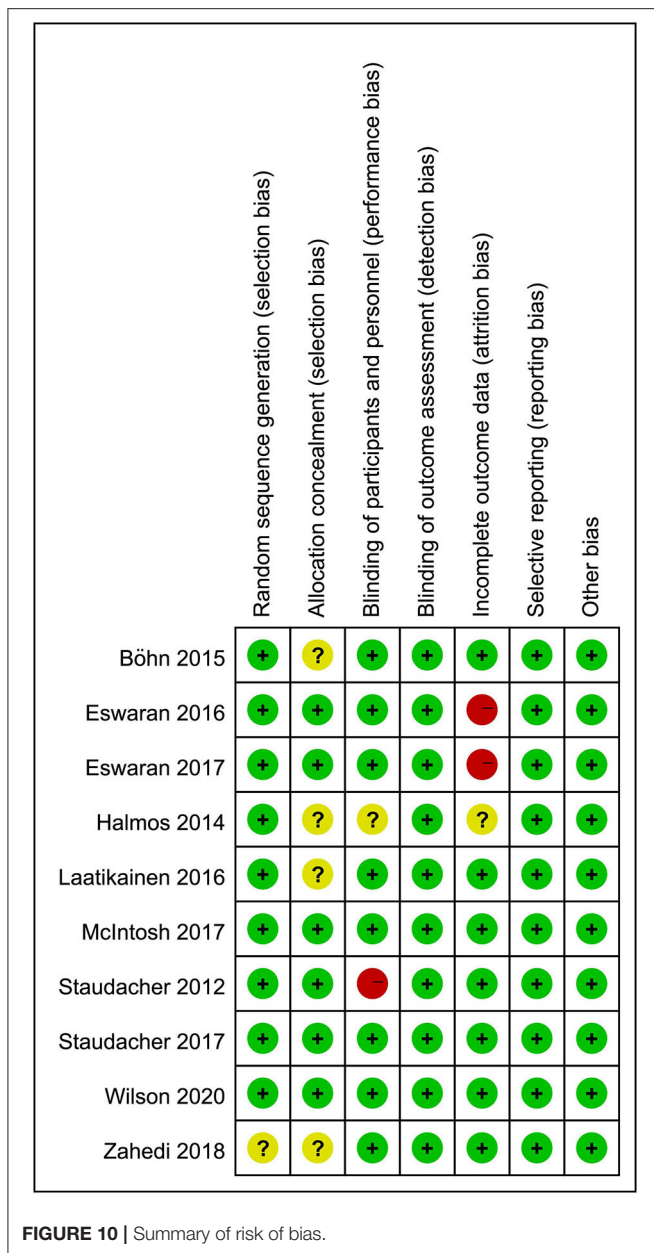 Random sequence generation (selection bias)
Allocation concealment (selection bias)
Blinding of participants and personnel (performance bias)
Blinding of outcome assessment (detection bias)
Incomplete outcome data (attrition bias)
Selective reporting (reporting bias)
Other bias
Böhn 2015 + ? + + + + +
Eswaran 2016 + + + + − + +
Eswaran 2017 + + + + − + +
Halmos 2014 + ? ? + ? + +
Laatikainen 2016 + ? + + + + +
McIntosh 2017 + + + + + + +
Staudacher 2012 + + − + + + +
Staudacher 2017 + + + + + + +
Wilson 2020 + + + + + + +
Zahedi 2018 ? ? + + + + +
FIGURE 10 | Summary of risk of bias.